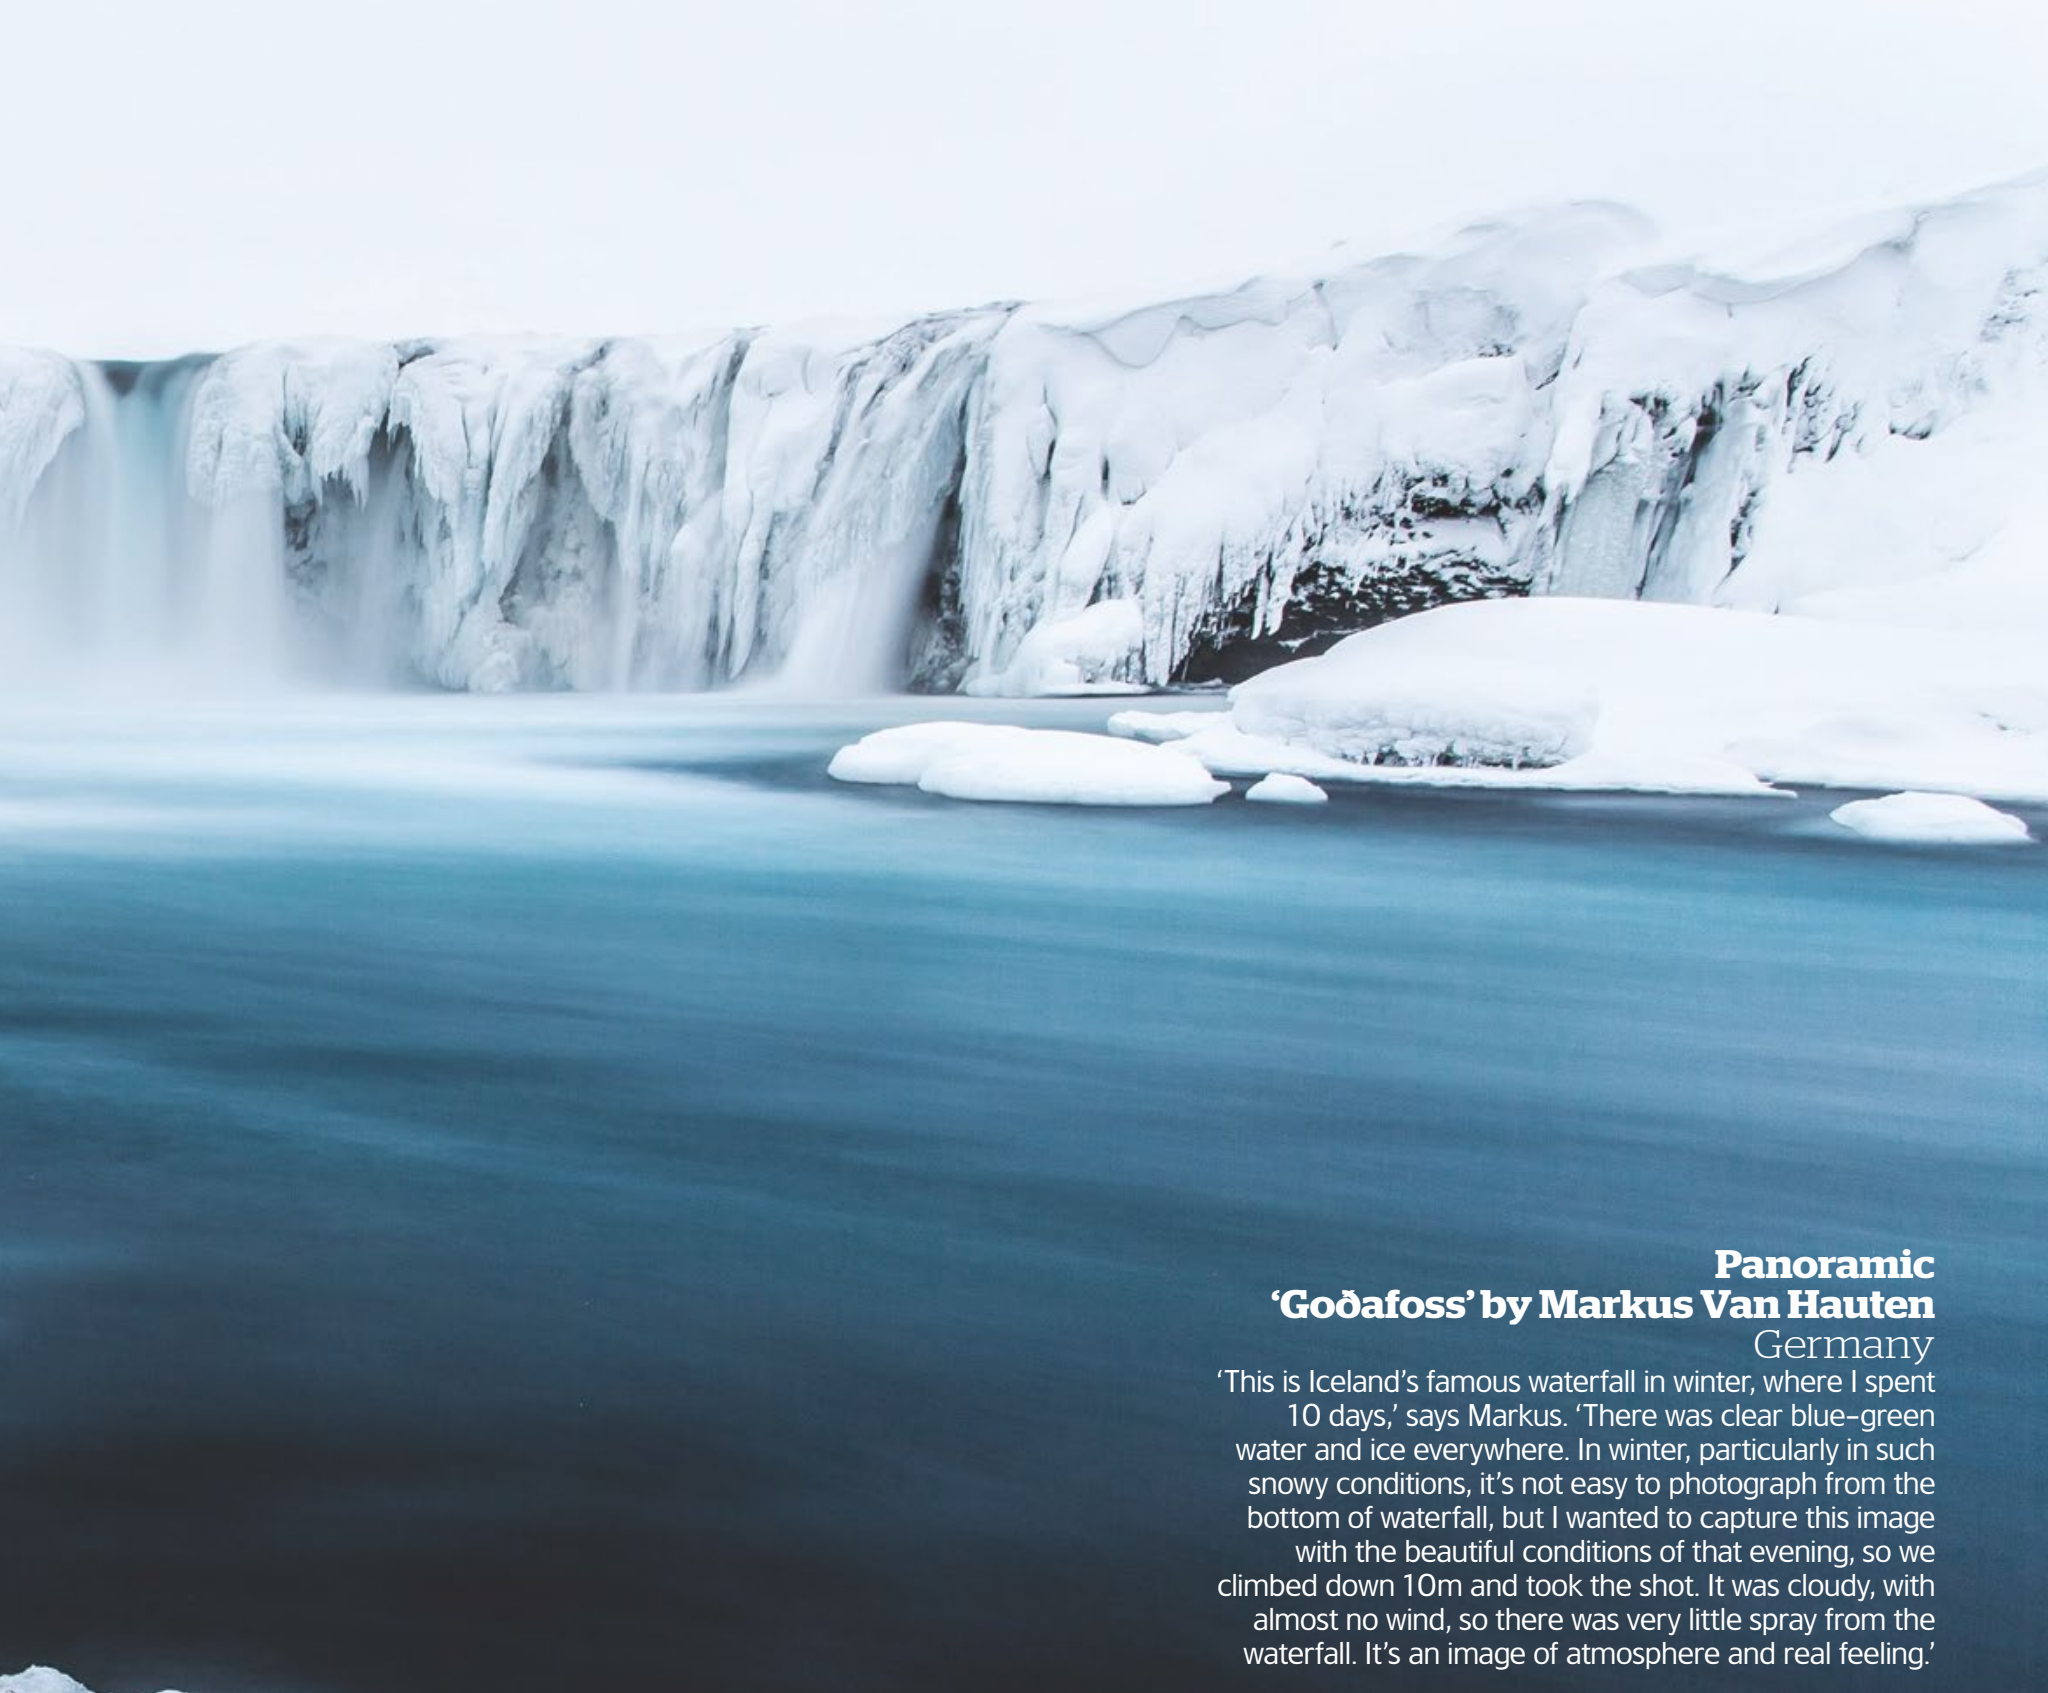 Panoramic
‘Goðafoss’ by Markus Van Hauten
Germany
‘This is Iceland’s famous waterfall in winter, where I spent
10 days,’ says Markus. ‘There was clear blue-green
water and ice everywhere. In winter, particularly in such
snowy conditions, it’s not easy to photograph from the
bottom of waterfall, but I wanted to capture this image
with the beautiful conditions of that evening, so we
climbed down 10m and took the shot. It was cloudy, with
almost no wind, so there was very little spray from the
waterfall. It’s an image of atmosphere and real feeling.’